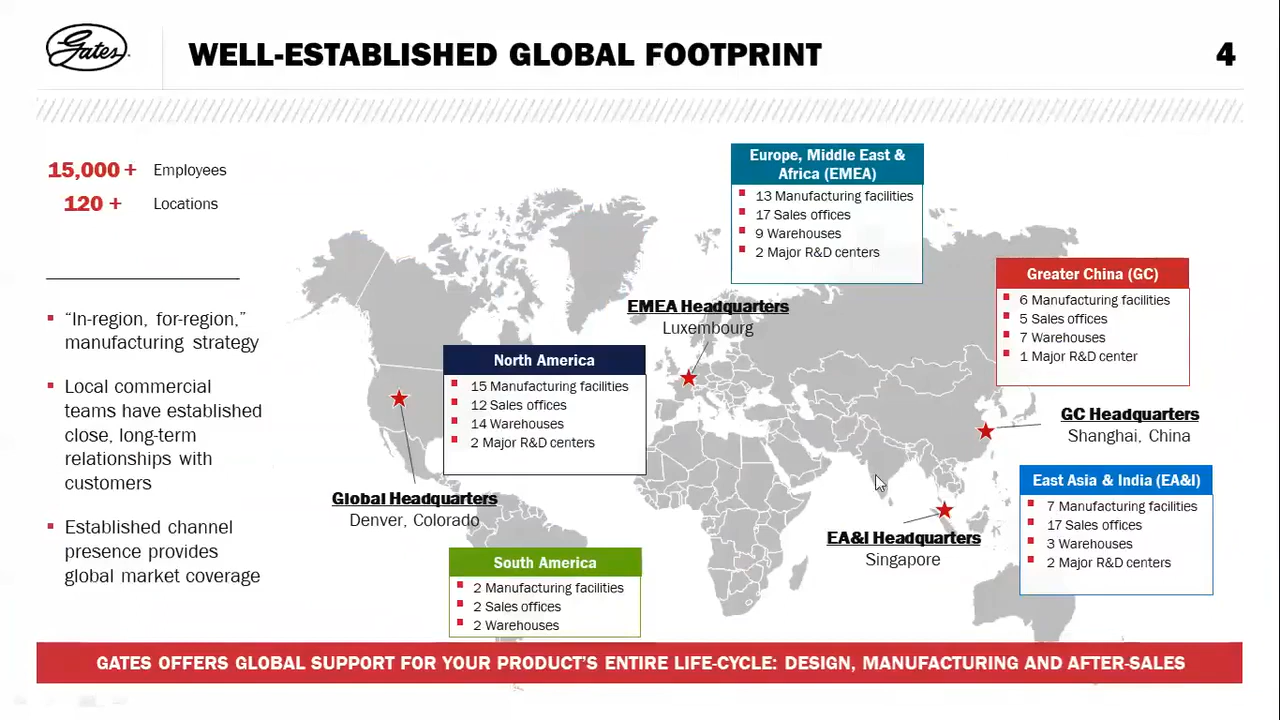 Gates
WELL-ESTABLISHED GLOBAL FOOTPRINT
4
15,000 + Employees
120 + Locations
"In-region, for-region,"
manufacturing strategy
Local commercial
teams have established
close, long-term
relationships with
customers
Established channel
presence provides
global market coverage
Europe, Middle East &
Africa (EMEA)
13 Manufacturing facilities
17 Sales offices
9 Warehouses
2 Major R&D centers
EMEA Headquarters
Luxembourg
North America
15 Manufacturing facilities
12 Sales offices
14 Warehouses
2 Major R&D centers
Global Headquarters
Denver, Colorado
South America
2 Manufacturing facilities
2 Sales offices
2 Warehouses
Greater China (GC)
6 Manufacturing facilities
5 Sales offices
7 Warehouses
1 Major R&D center
GC Headquarters
Shanghai, China
East Asia & India (EA&I)
7 Manufacturing facilities
17 Sales offices
3 Warehouses
2 Major R&D centers
EA&I Headquarters
Singapore
GATES OFFERS GLOBAL SUPPORT FOR YOUR PRODUCT'S ENTIRE LIFE-CYCLE: DESIGN, MANUFACTURING AND AFTER-SALES